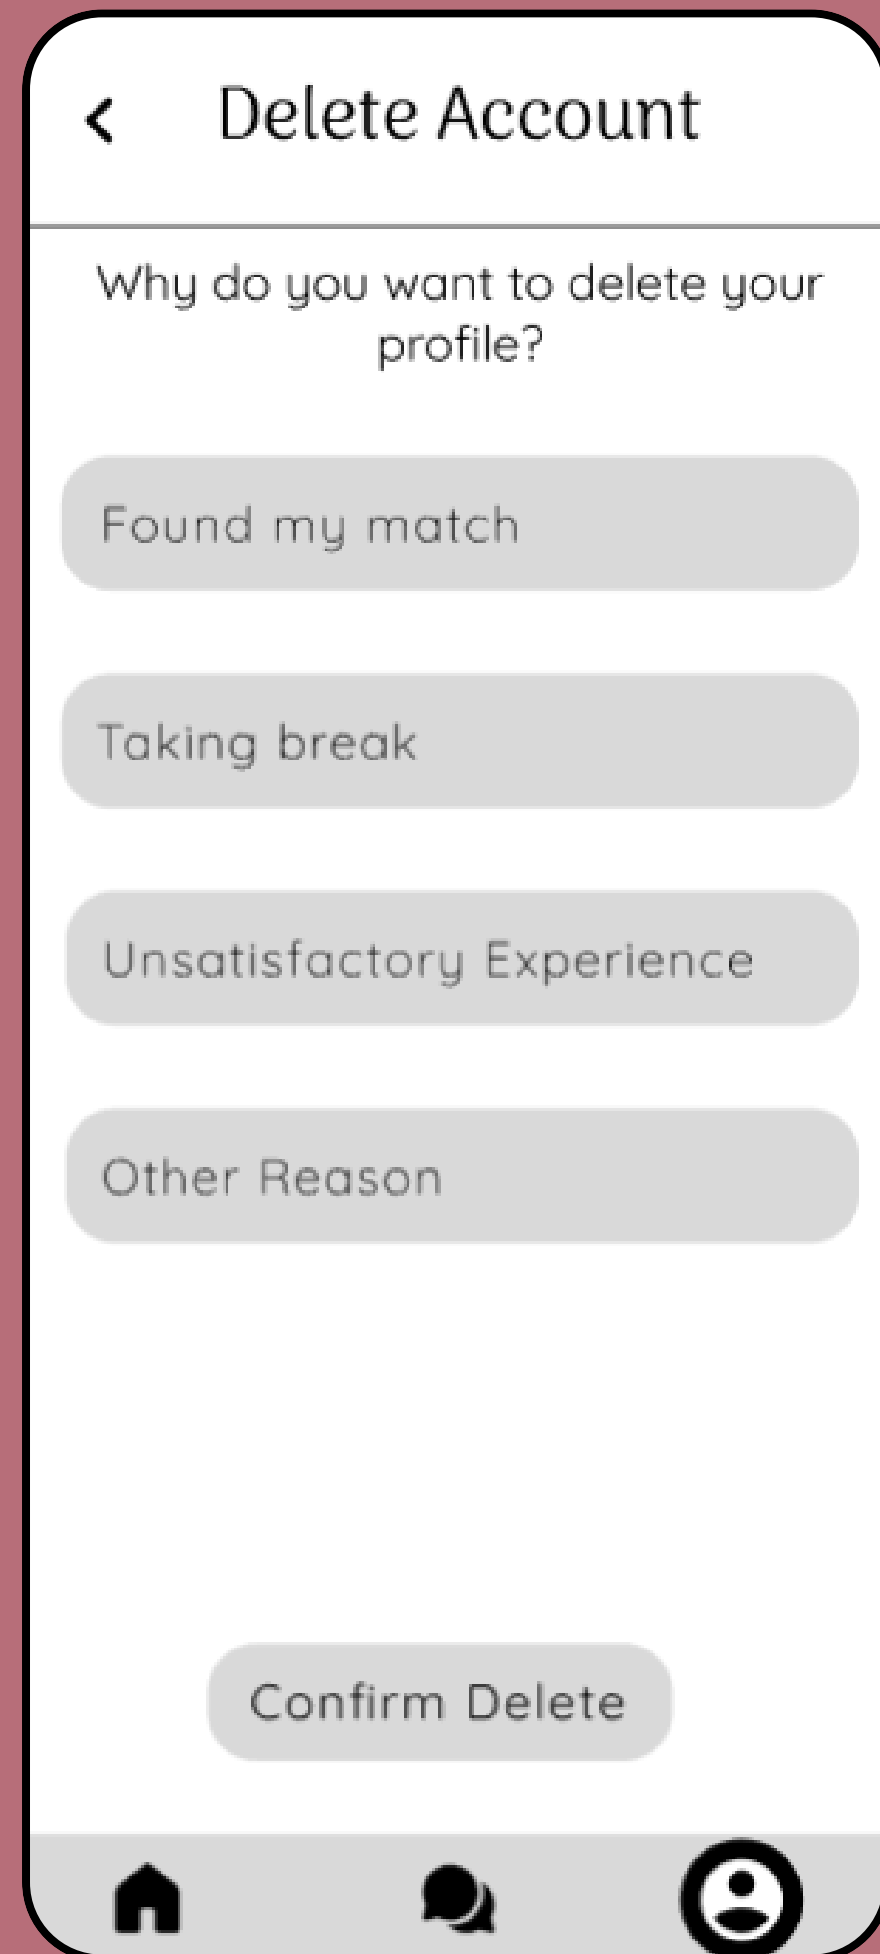 Delete Account
Why do you want to delete your
profile?
Found my match
Taking break
Unsatisfactory Experience
Other Reason
Confirm Delete